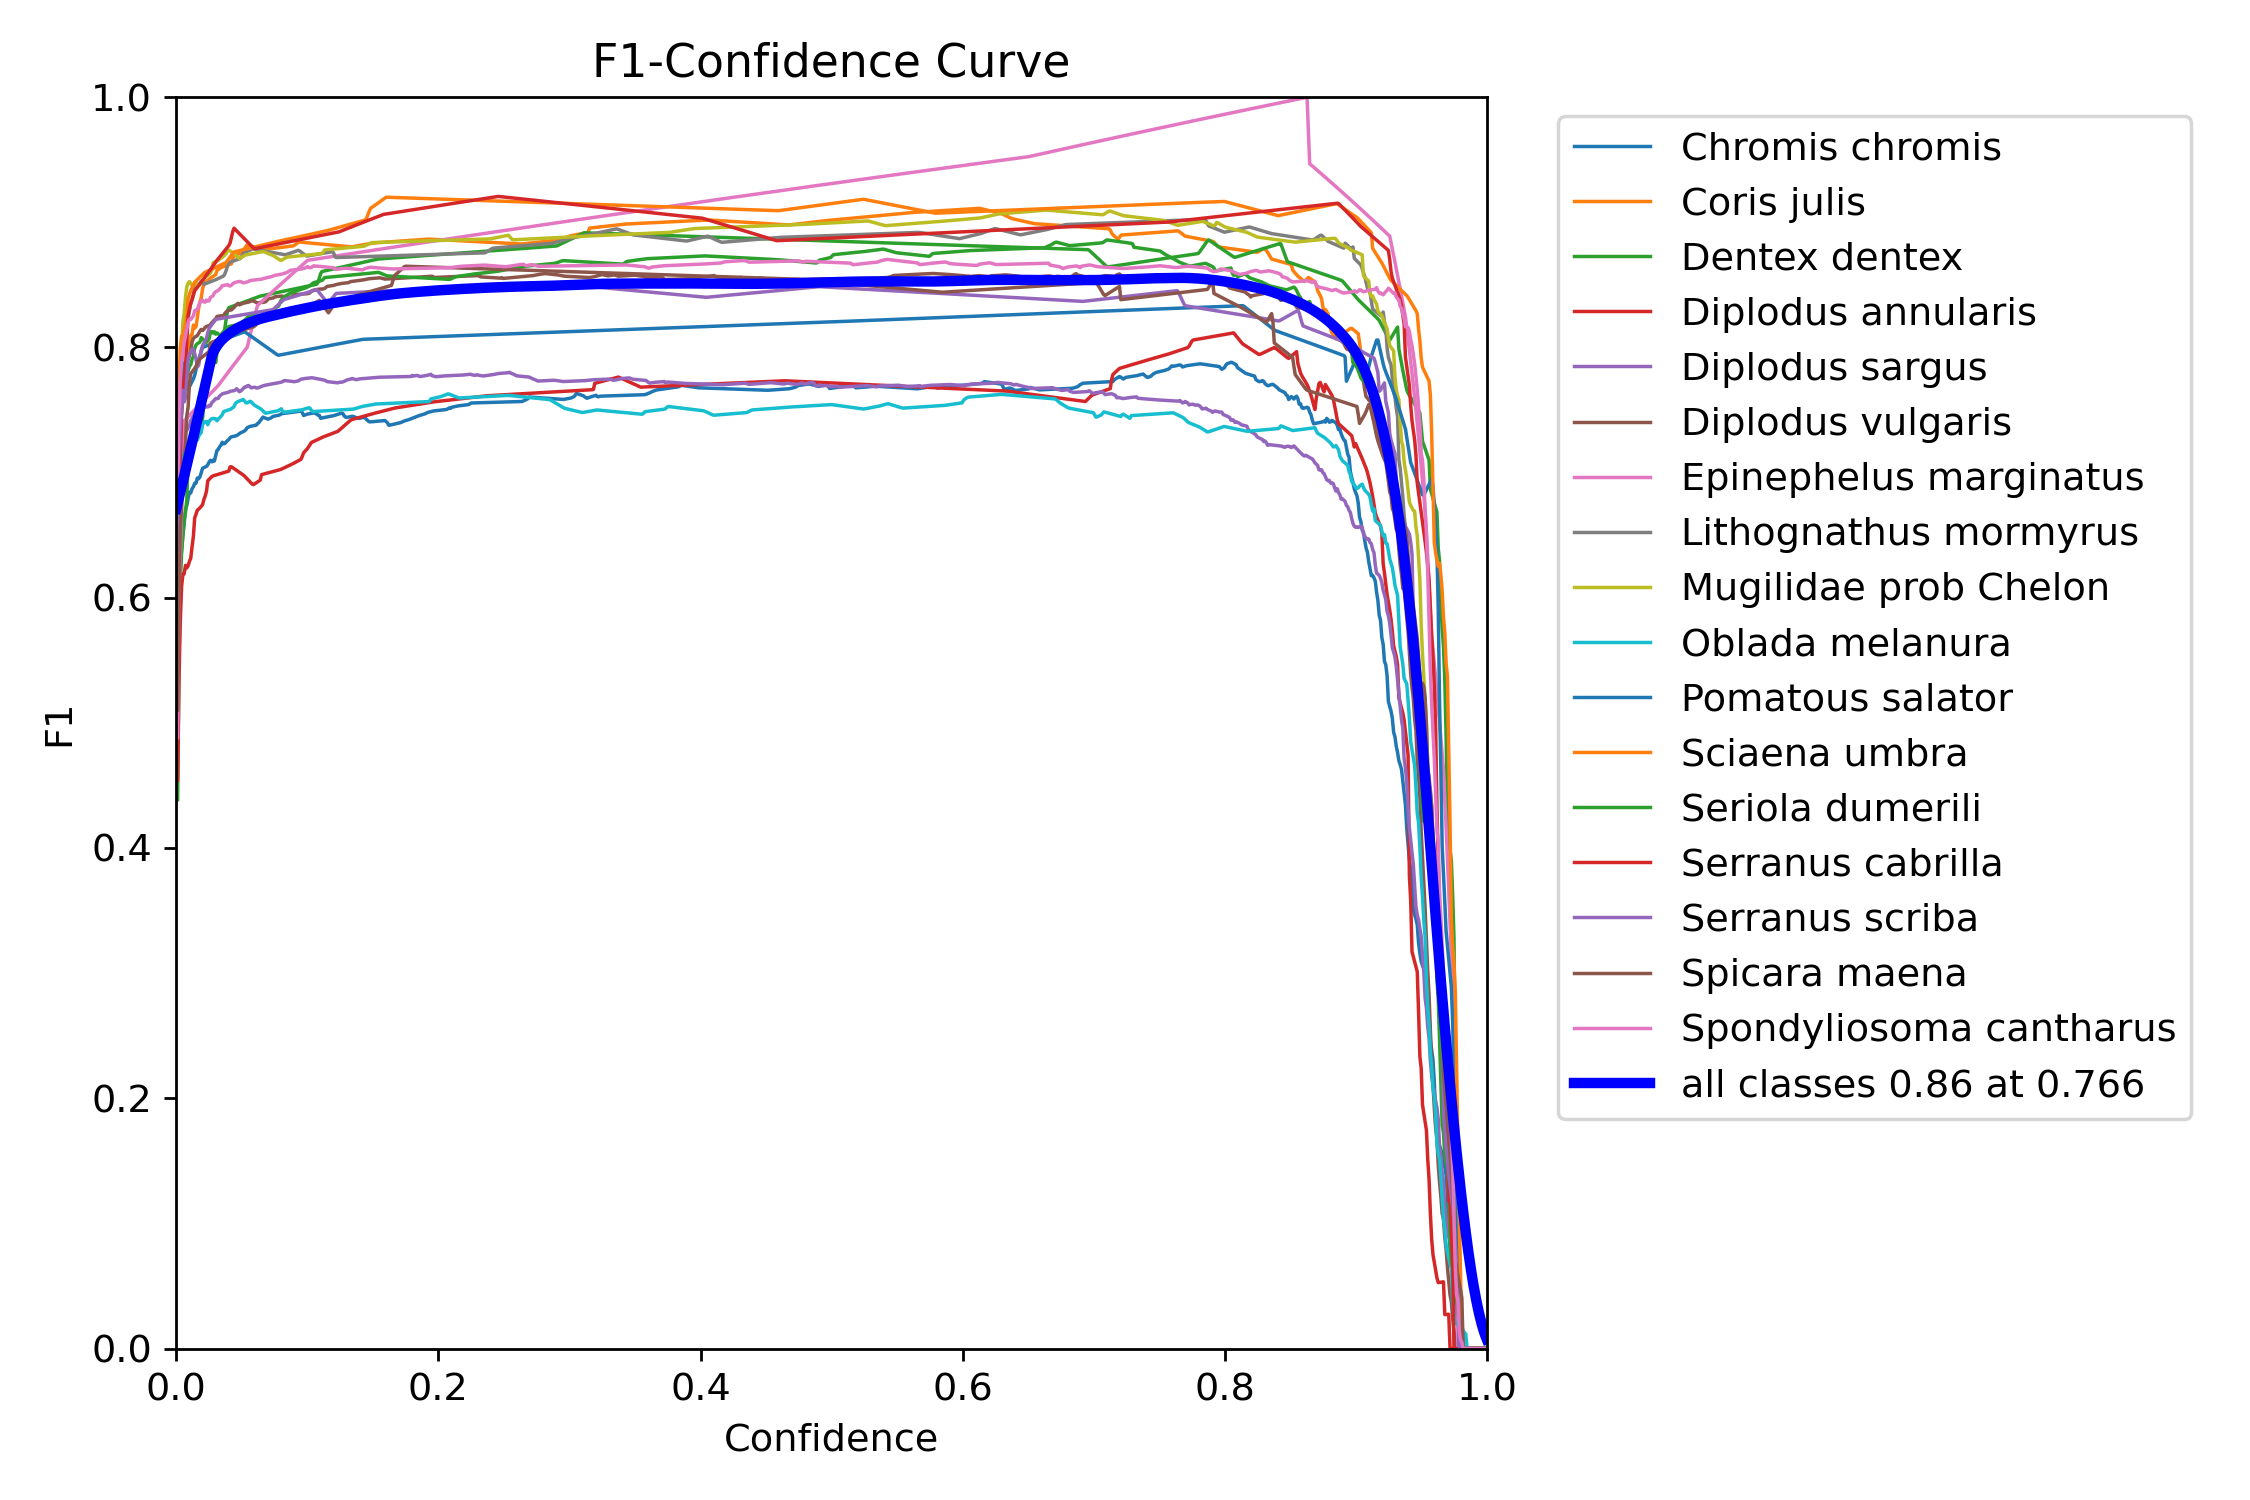 F1-Confidence Curve
1.0
0.8
0.6
0.4
0.2
0.0
F1
0.0 0.2 0.4 0.6 0.8 1.0
Confidence
Chromis chromis
Coris julis
Dentex dentex
Diplodus annularis
Diplodus sargus
Diplodus vulgaris
Epinephelus marginatus
Lithognathus mormyrus
Mugilidae prob Chelon
Oblada melanura
Pomatous salator
Sciaena umbra
Seriola dumerili
Serranus cabrilla
Serranus scriba
Spicara maena
Spondyliosoma cantharus
all classes 0.86 at 0.766